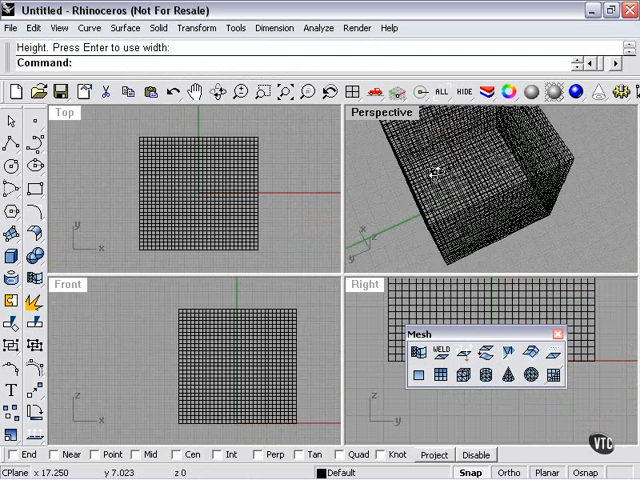 Untitled - Rhinoceros (Not For Resale)
File Edit View Curve Surface Solid Transform Tools Dimension Analyze Render Help
Height. Press Enter to use width:
Command:
ALL HIDE
Top
Perspective
y
x
x
z
y
Front
Right
Mesh
WELD
z
x
z
y
T
VTC
End Near Point Mid Cen Int Perp Tan Quad Knot Project Disable
CPlane x 17.250 y 7.023 z 0 Default Snap Ortho Planar Osnap